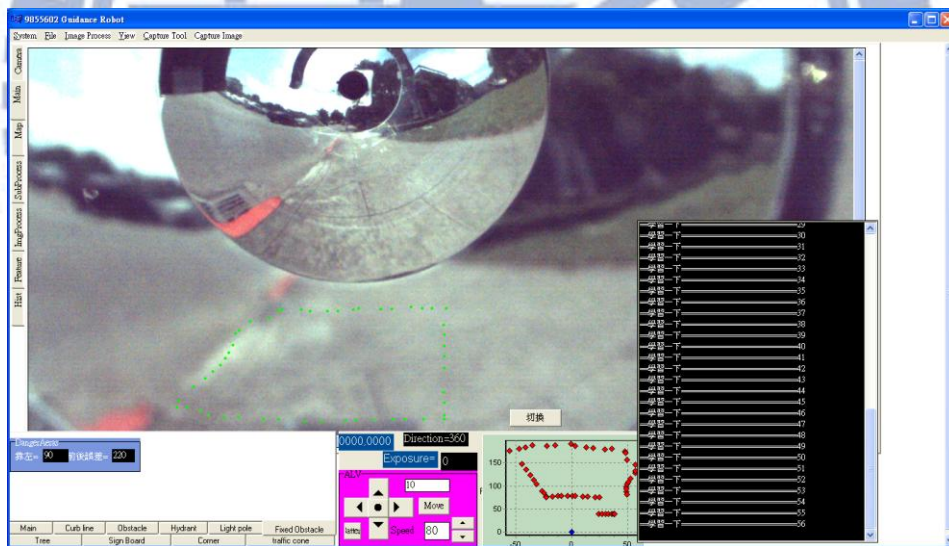 9855602 Guidance Robot
System File Image Process View Capture Tool Capture Image
Camera
Main
Map
SubProcess
ImgProcess
Feature
Hist
29
學習一下 30
學習一下 31
學習一下 32
學習一下 33
學習一下 34
學習一下 35
學習一下 36
學習一下 37
學習一下 38
學習一下 39
學習一下 40
學習一下 41
學習一下 42
學習一下 43
學習一下 44
學習一下 45
學習一下 46
學習一下 47
學習一下 48
學習一下 49
學習一下 50
學習一下 51
學習一下 52
學習一下 53
學習一下 54
學習一下 55
學習一下 56
切換
靠左= 90 220
0000.0000 Direction=360
Exposure= 0
ALV
10
Move
Speed 80
150
100
50
0
-50 0 50
Main Curb line Obstacle Hydrant Light pole Fixed Obstacle
Tree Sign Board Corner traffic cone